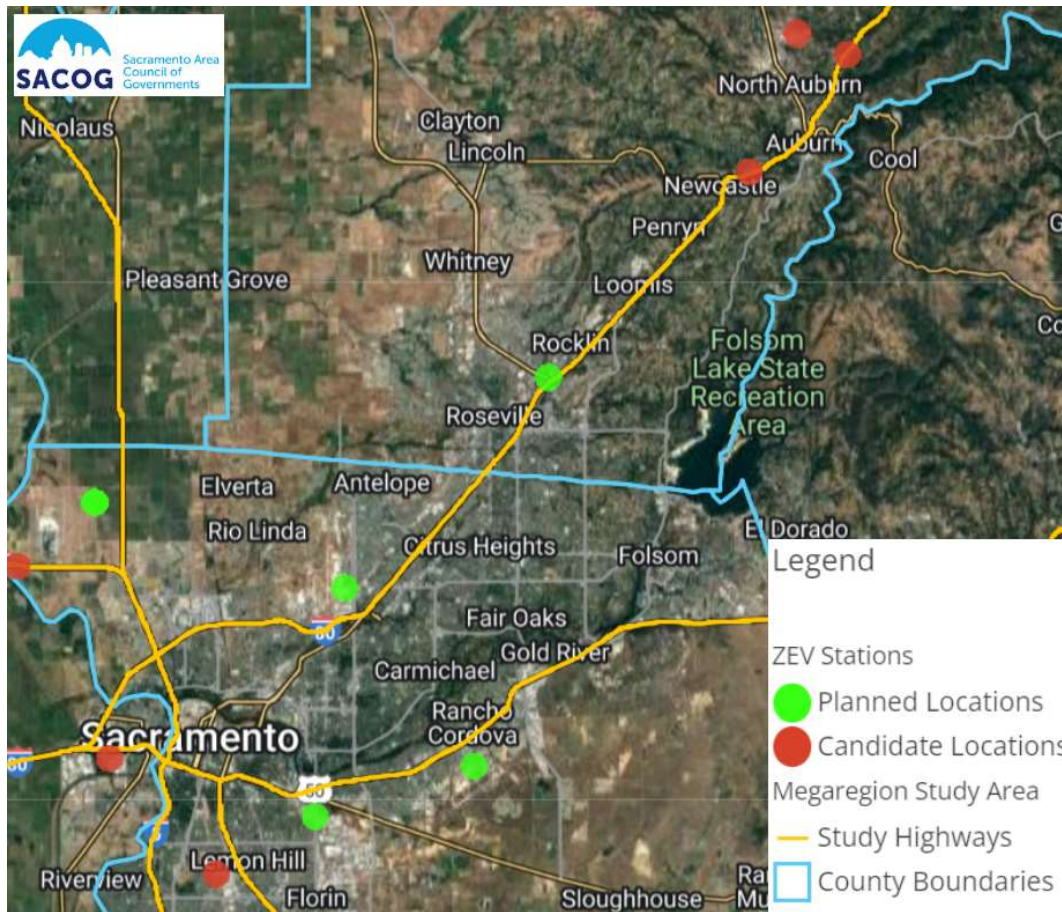 SACOG
Sacramento Area
Council of
Governments
Nicolaus
Clayton
Lincoln
North Auburn
Auburn
Cool
Newcastle
Penryn
Whitney
Pleasant Grove
Loomis
Rocklin
Folsom
Lake State
Recreation
Area
Roseville
Elverta
Antelope
Rio Linda
Citrus Heights
Folsom
El Dorado
80
Fair Oaks
Gold River
Carmichael
Rancho
Cordova
Sacramento
80
50
5
Lemon Hill
Riverview
Florin
Sloughhouse
Legend
ZEV Stations
Planned Locations
Candidate Locations
Megaregion Study Area
Study Highways
County Boundaries